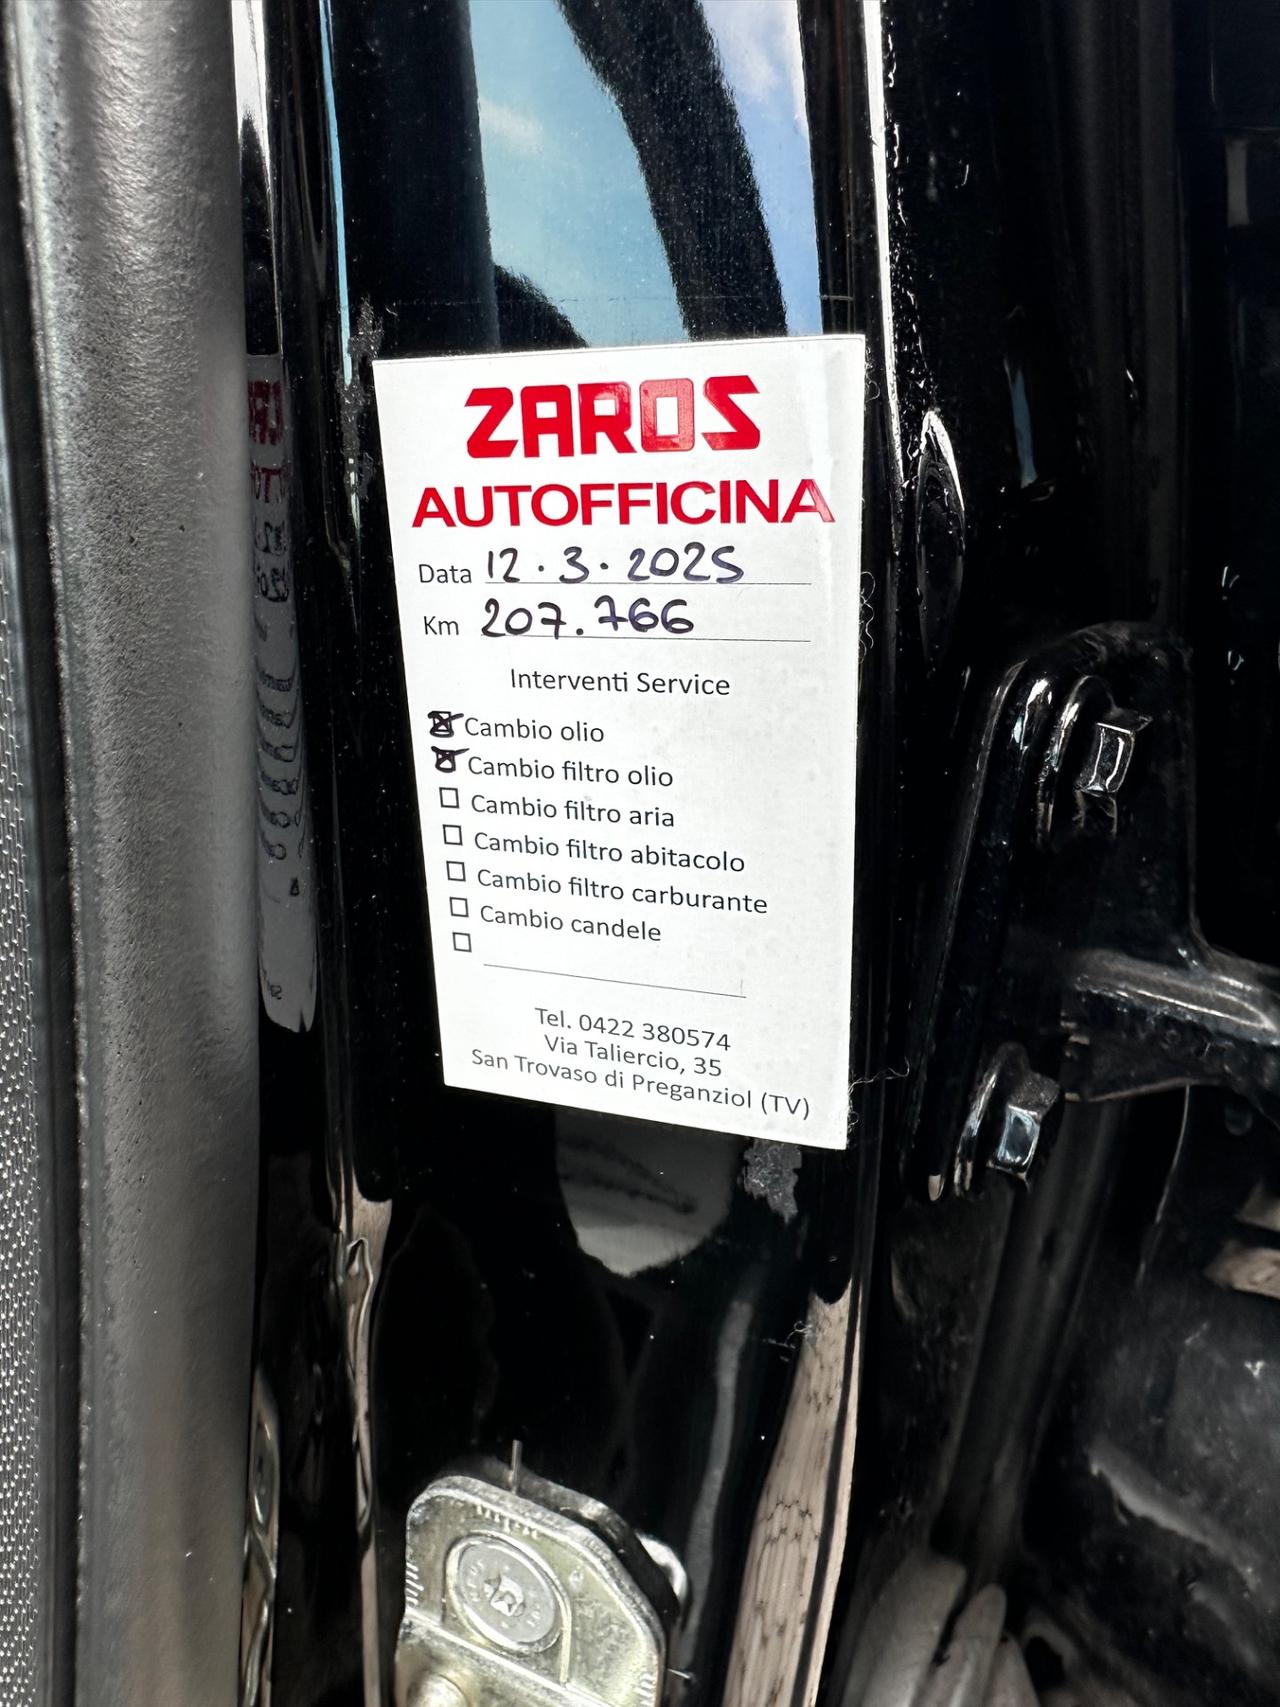 ZAROS
AUTOFFICINA
Data 12.3.2025
Km 207.766
Interventi Service
☒ Cambio olio
☒ Cambio filtro olio
☐ Cambio filtro aria
☐ Cambio filtro abitacolo
☐ Cambio filtro carburante
☐ Cambio candele
☐
Tel. 0422 380574
Via Taliercio, 35
San Trovaso di Preganziol (TV)